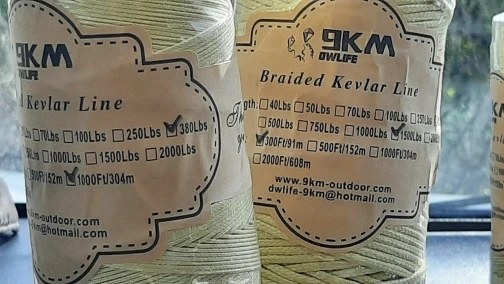 9KM
DWLIFE
Kevlar Line
70Lbs 100Lbs 250Lbs 380Lbs
1000Lbs 1500Lbs 2000Lbs
1000Ft/304m
www.9km-outdoor.com
@hotmail.com
9KM
DWLIFE
Braided Kevlar Line
40Lbs 50Lbs 70Lbs 100Lbs
500Lbs 750Lbs 1000Lbs 1500Lbs
300Ft/91m 500Ft/152m 1000Ft/304m
2000Ft/608m
www.9km-outdoor.com
dwlife-9km@hotmail.com